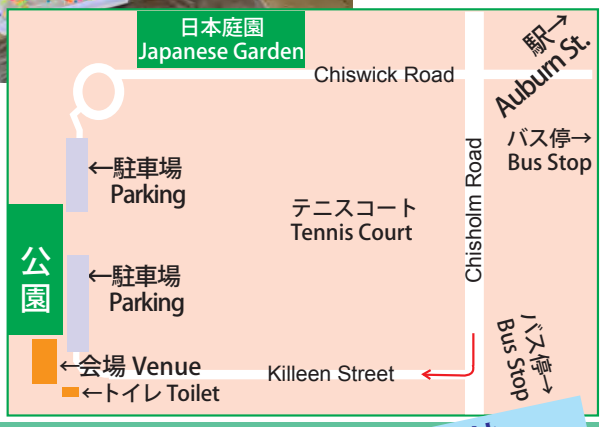 日本庭園
Japanese Garden
駅→
Auburn St.
Chiswick Road
バス停→
Bus Stop
←駐車場
Parking
テニスコート
Tennis Court
Chisholm Road
公園
←駐車場
Parking
バス停→
Bus Stop
←会場 Venue
Killeen Street
←トイレ Toilet